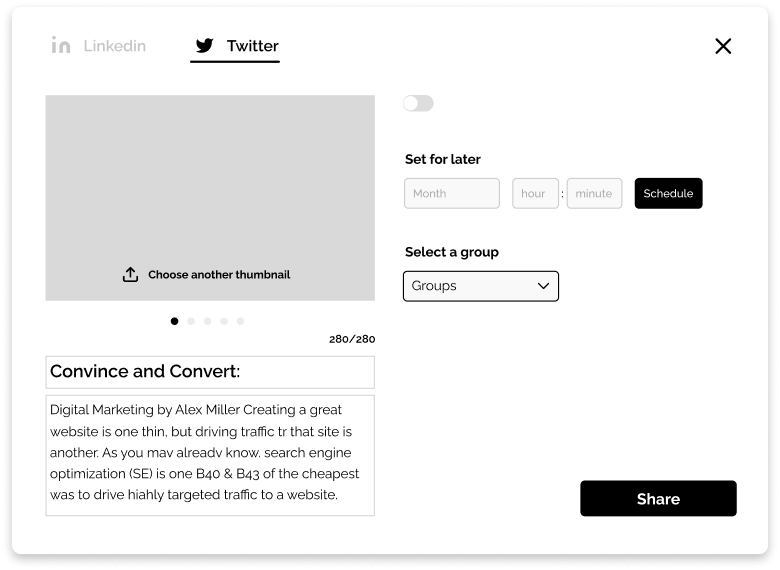 Linkedin
Twitter
Set for later
Month
hour : minute
Schedule
Choose another thumbnail
Select a group
Groups
280/280
Convince and Convert:
Digital Marketing by Alex Miller Creating a great
website is one thin, but driving traffic tr that site is
another. As you mav alreadv know. search engine
optimization (SE) is one B40 & B43 of the cheapest
was to drive hiahly targeted traffic to a website.
Share